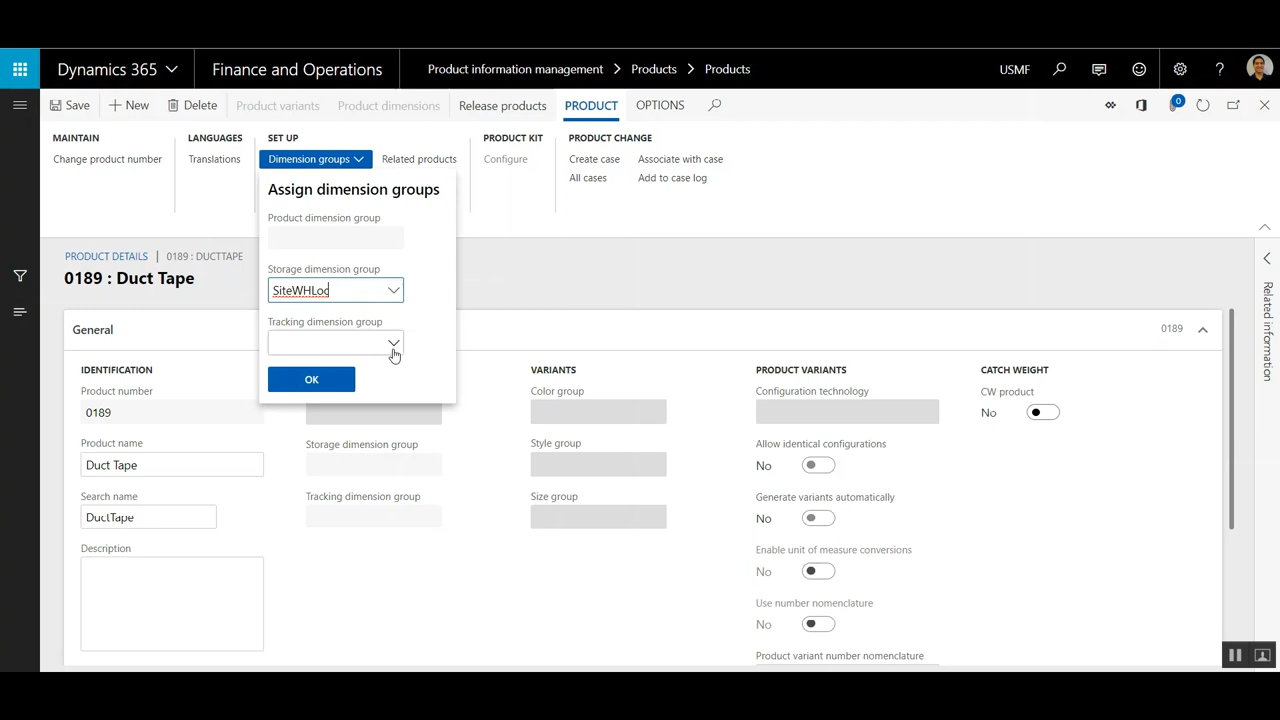 Dynamics 365
Finance and Operations
Product information management > Products > Products
USMF
?
Save
+ New
Delete
Product variants
Product dimensions
Release products
PRODUCT
OPTIONS
0
MAINTAIN
Change product number
LANGUAGES
Translations
SET UP
Dimension groups
Related products
PRODUCT KIT
Configure
PRODUCT CHANGE
Create case
Associate with case
All cases
Add to case log
Assign dimension groups
Product dimension group
Storage dimension group
SiteWHLoc
Tracking dimension group
OK
PRODUCT DETAILS | 0189 : DUCTTAPE
0189 : Duct Tape
General
0189
IDENTIFICATION
Product number
0189
Product name
Duct Tape
Search name
DuctTape
Description
Storage dimension group
Tracking dimension group
VARIANTS
Color group
Style group
Size group
PRODUCT VARIANTS
Configuration technology
Allow identical configurations
No
Generate variants automatically
No
Enable unit of measure conversions
No
Use number nomenclature
No
Product variant number nomenclature
CATCH WEIGHT
CW product
No
Related information